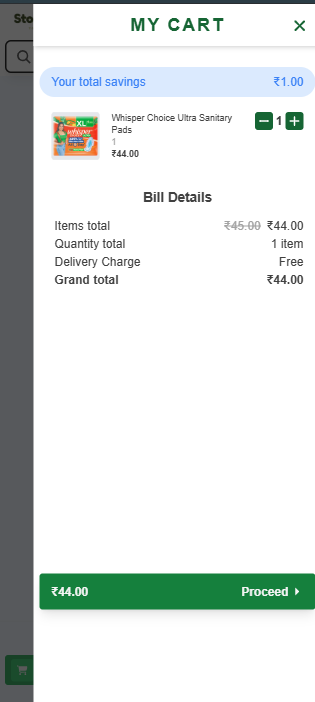 Sto
MY CART
Your total savings ₹1.00
XL
whisper
Whisper Choice Ultra Sanitary
Pads
1
₹44.00
1
Bill Details
Items total ₹45.00 ₹44.00
Quantity total 1 item
Delivery Charge Free
Grand total ₹44.00
₹44.00 Proceed